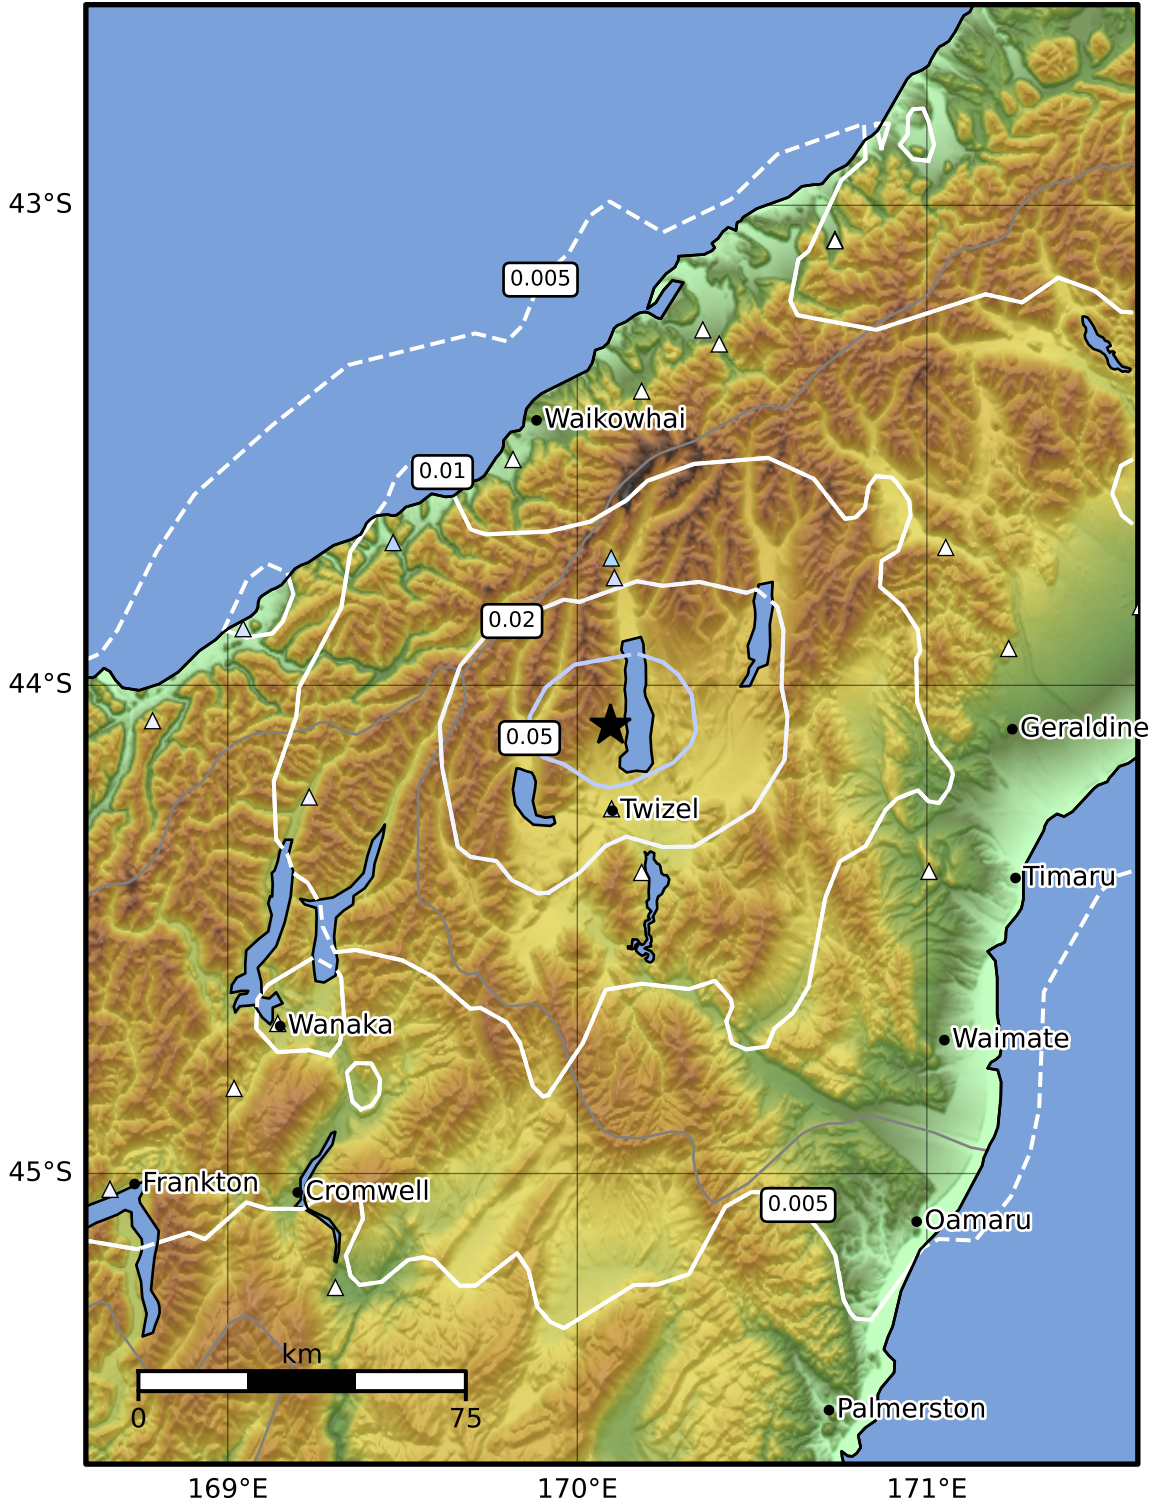 43°S
0.005
Waikowhai
0.01
0.02
44°S
0.05
Geraldine
Twizel
Timaru
Wanaka
Waimate
45°S
Frankton
Cromwell
0.005
Oamaru
km
0 75
Palmerston
169°E 170°E 171°E